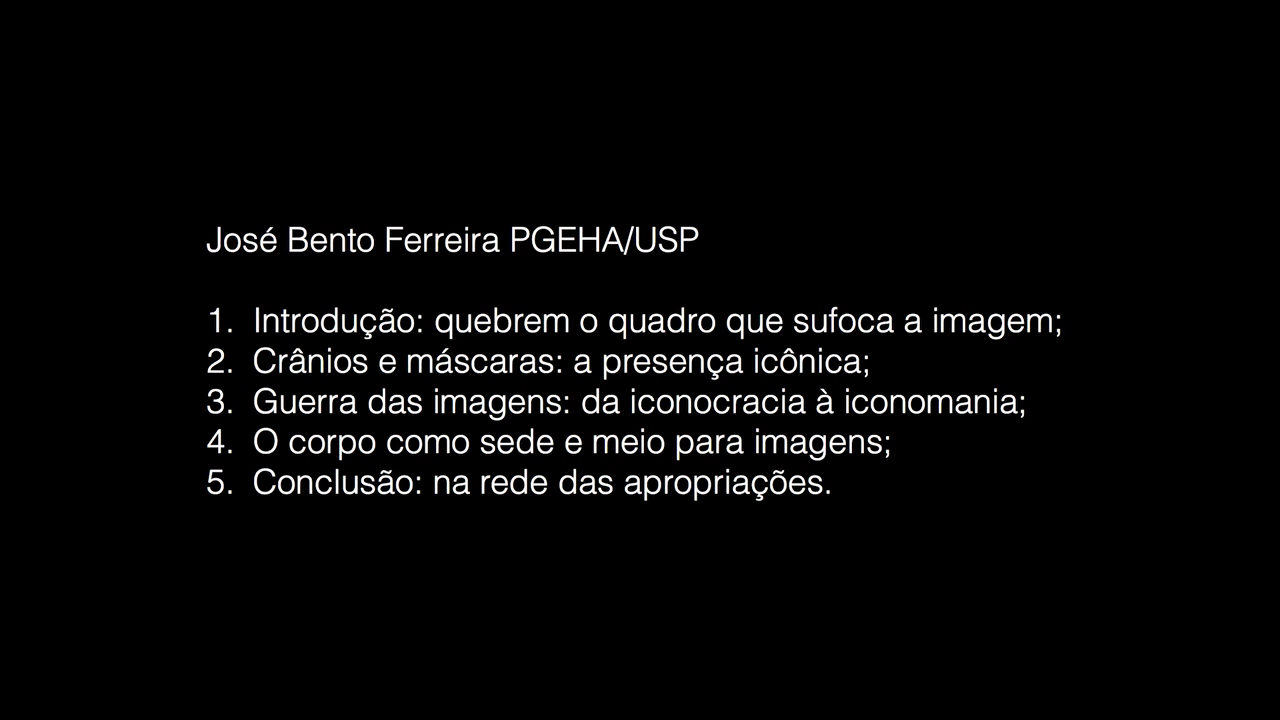 José Bento Ferreira PGEHA/USP
1. Introdução: quebrem o quadro que sufoca a imagem;
2. Crânios e máscaras: a presença icônica;
3. Guerra das imagens: da iconocracia à iconomania;
4. O corpo como sede e meio para imagens;
5. Conclusão: na rede das apropriações.